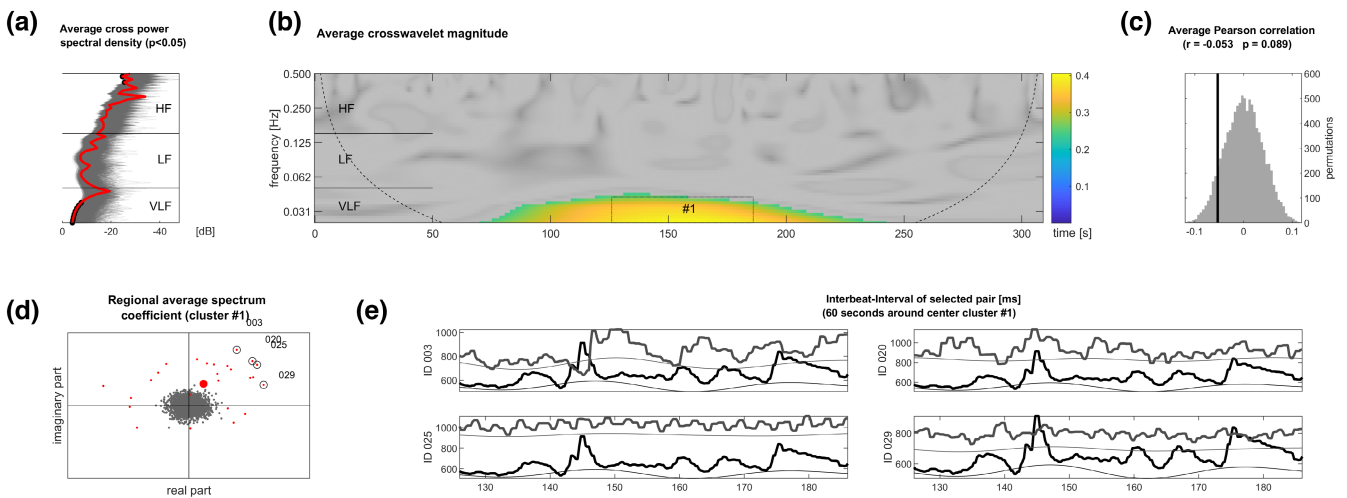 (a)
Average cross power
spectral density (p<0.05)
HF
LF
VLF
0 -20 -40 [dB]
(b)
Average crosswavelet magnitude
frequency [Hz]
0.500
0.250
0.125
0.062
0.031
HF
LF
VLF
#1
0 50 100 150 200 250 300
0.4
0.3
0.2
0.1
time [s]
(c)
Average Pearson correlation
(r = -0.053 p = 0.089)
600
500
400
300
200
100
0
permutations
-0.1 0 0.1
(d)
Regional average spectrum
coefficient (cluster #1)
003
020
025
029
imaginary part
real part
(e)
Interbeat-Interval of selected pair [ms]
(60 seconds around center cluster #1)
ID 003
1000
800
600
ID 020
1000
800
600
ID 025
1000
800
600
130 140 150 160 170 180
ID 029
800
600
130 140 150 160 170 180